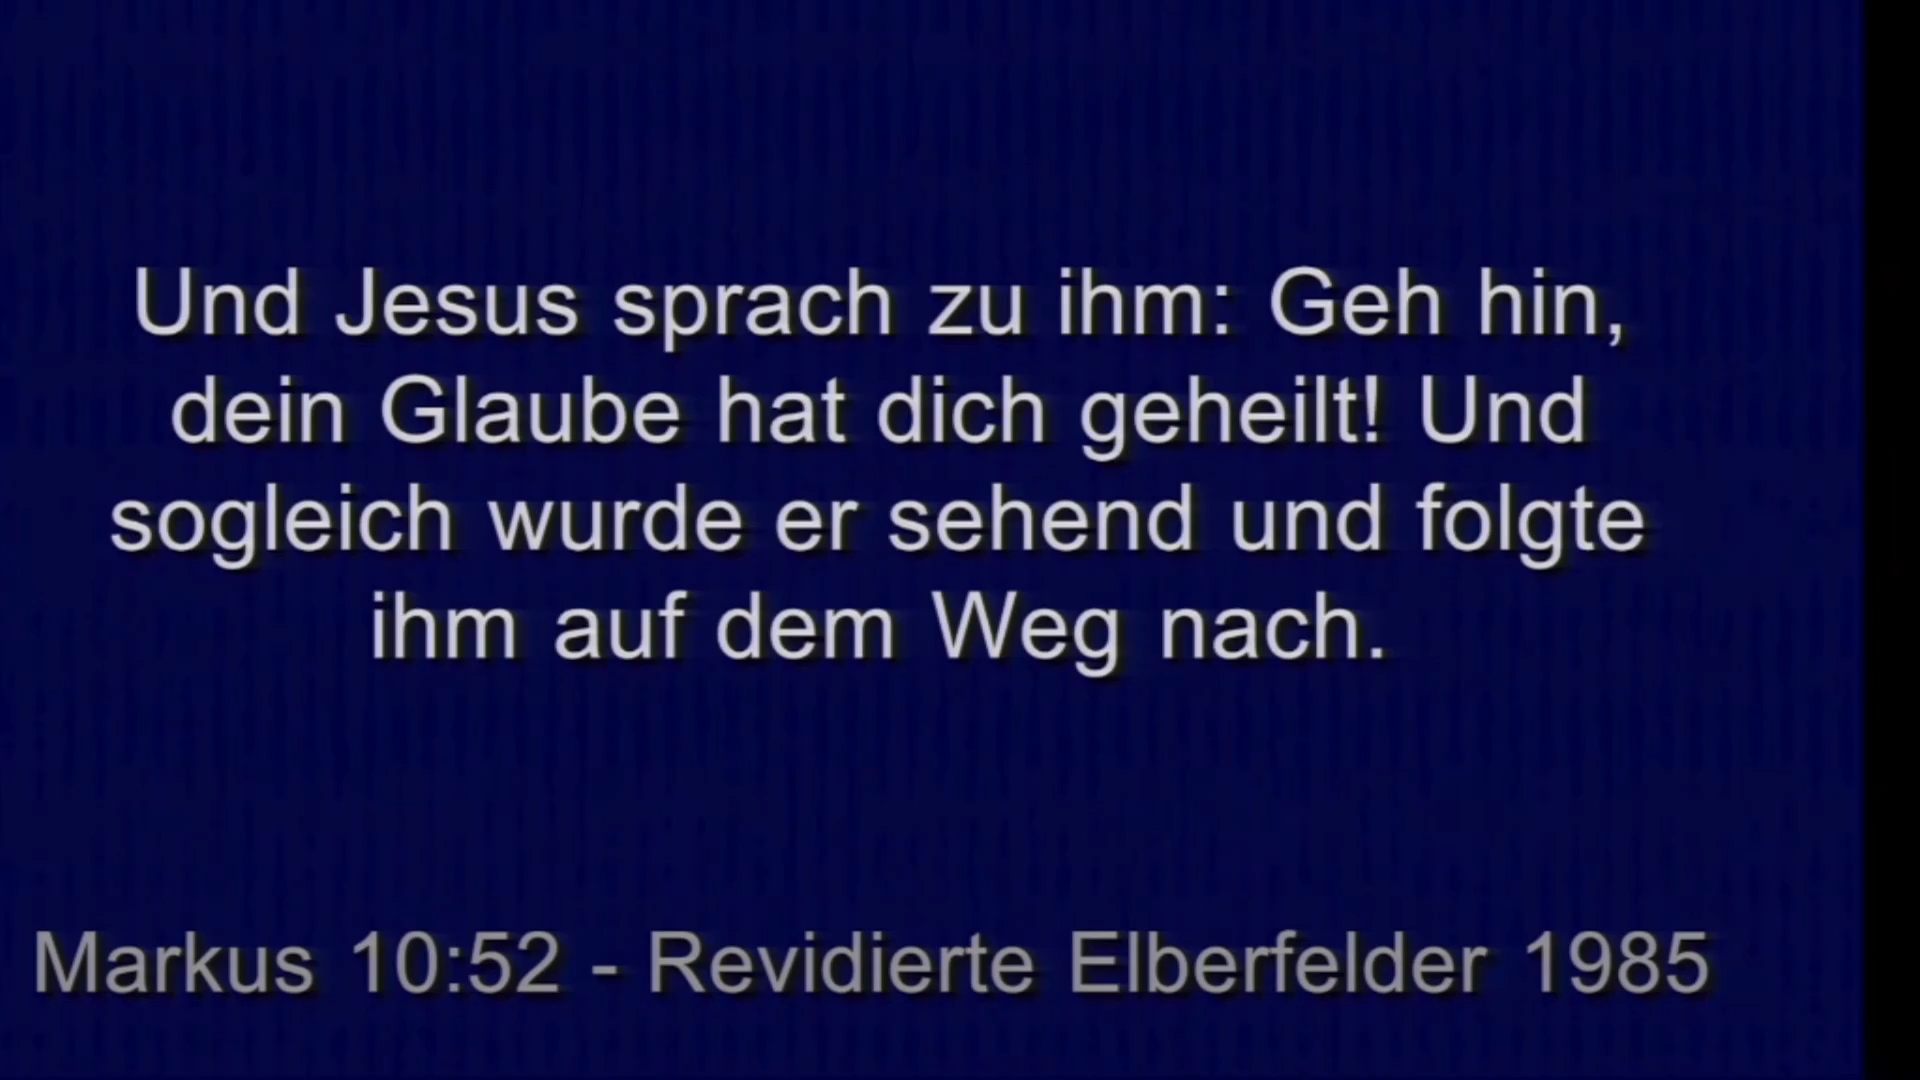 Und Jesus sprach zu ihm: Geh hin,
dein Glaube hat dich geheilt! Und
sogleich wurde er sehend und folgte
ihm auf dem Weg nach.
Markus 10:52 - Revidierte Elberfelder 1985